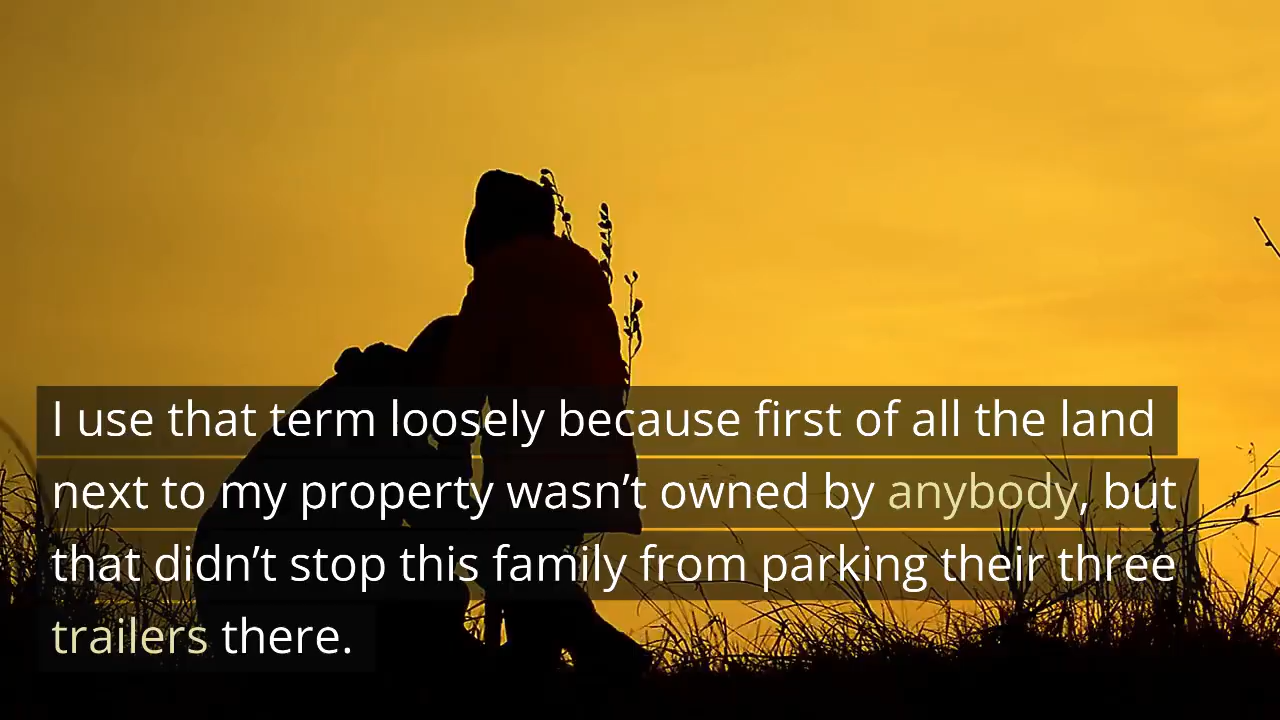 I use that term loosely because first of all the land
next to my property wasn’t owned by anybody, but
that didn’t stop this family from parking their three
trailers there.